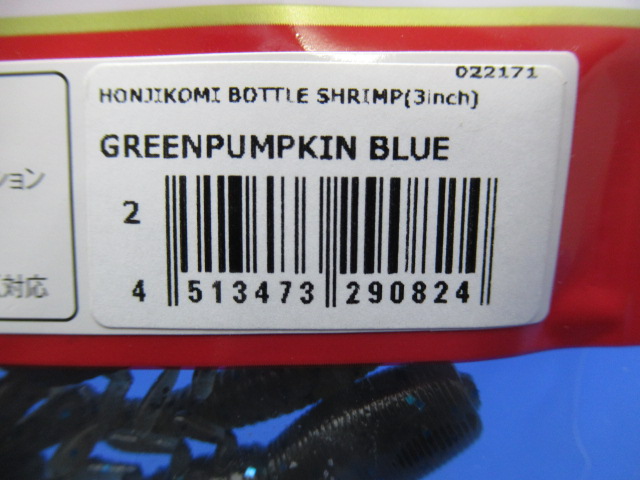 022171
HONJIKOMI BOTTLE SHRIMP(3inch)
GREENPUMPKIN BLUE
ション
2
対応
4 513473 290824